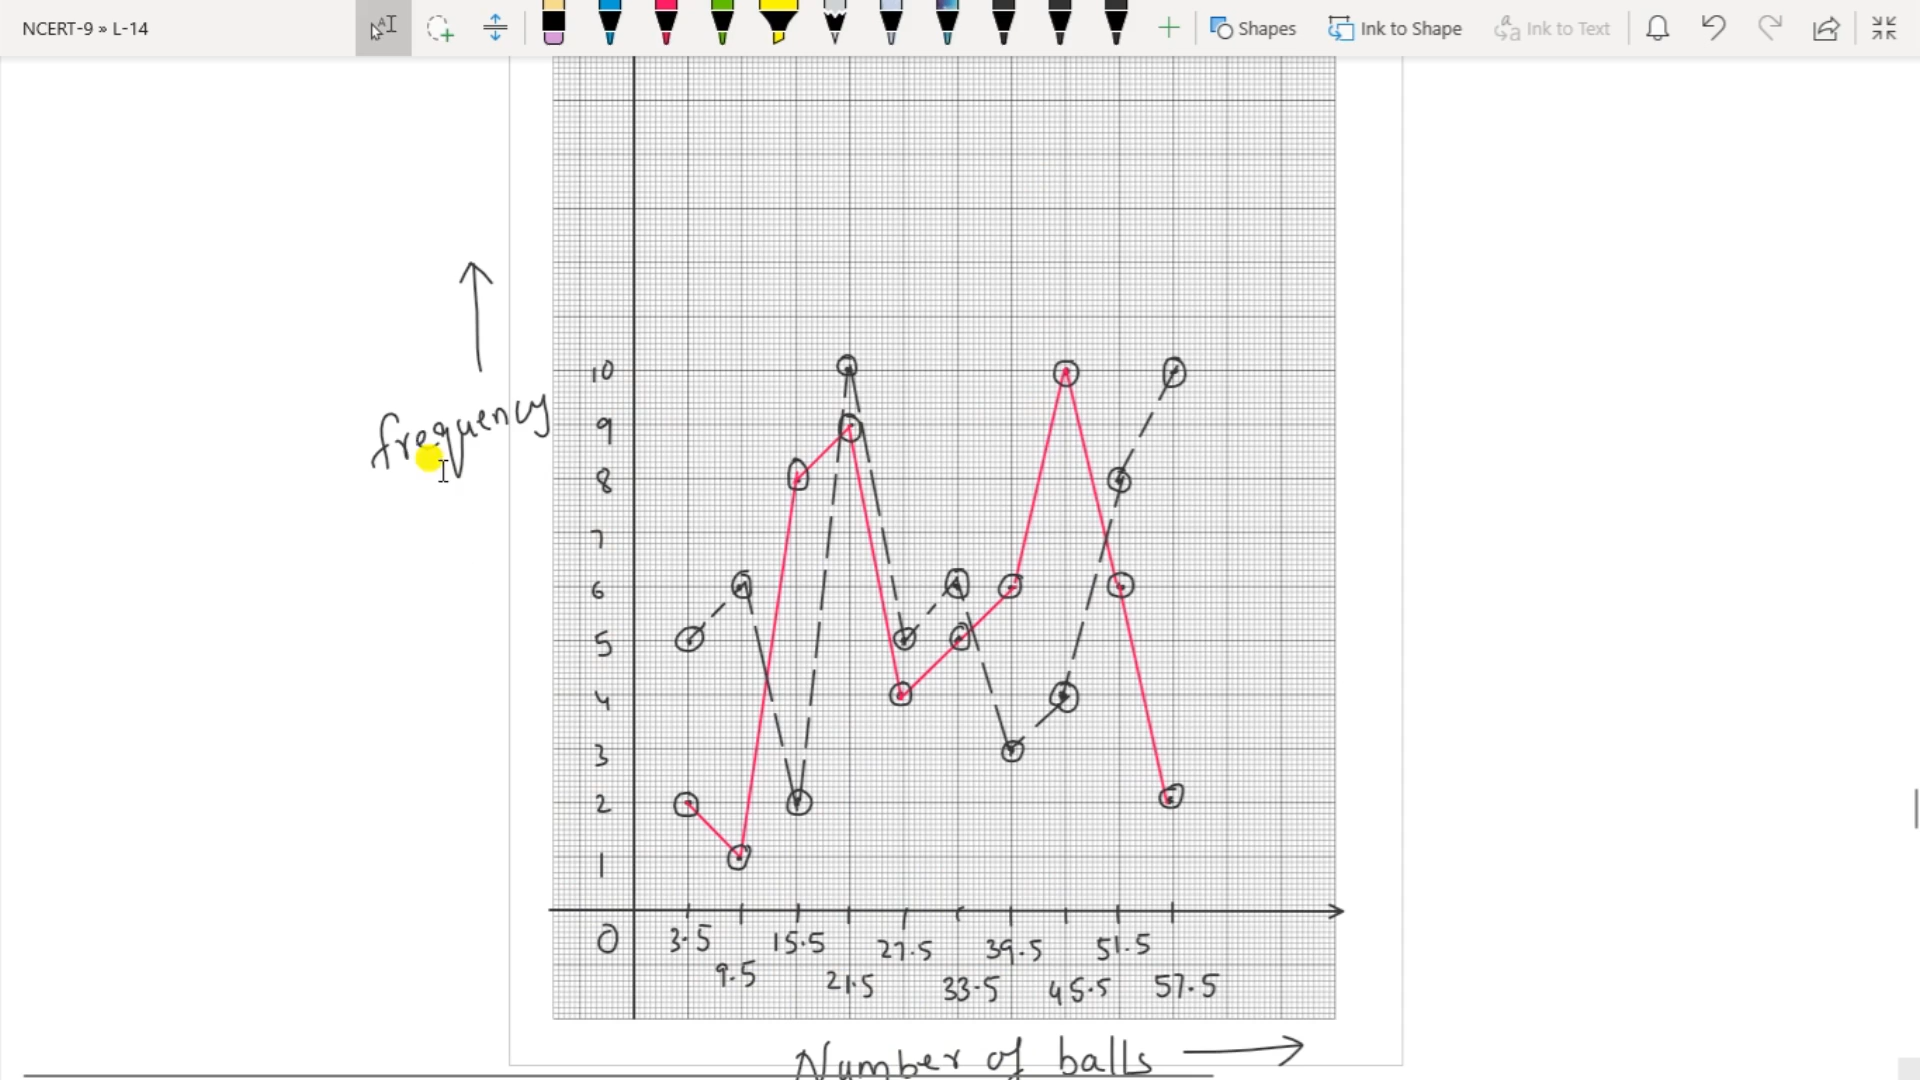 NCERT-9 » L-14
Shapes
Ink to Shape
Ink to Text
frequency
10
9
8
7
6
5
4
3
2
1
0
3.5 15.5 27.5 39.5 51.5
9.5 21.5 33.5 45.5 57.5
Number of balls